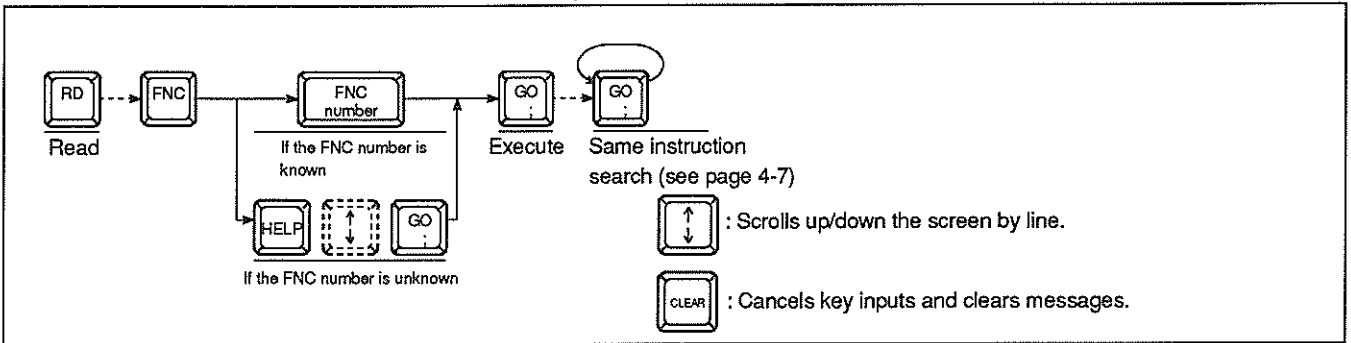 RD
FNC
FNC
number
GO
;
GO
;
Read
If the FNC number is
known
Execute
Same instruction
search (see page 4-7)
HELP
↑
↓
GO
;
If the FNC number is unknown
↑
↓
: Scrolls up/down the screen by line.
CLEAR
: Cancels key inputs and clears messages.